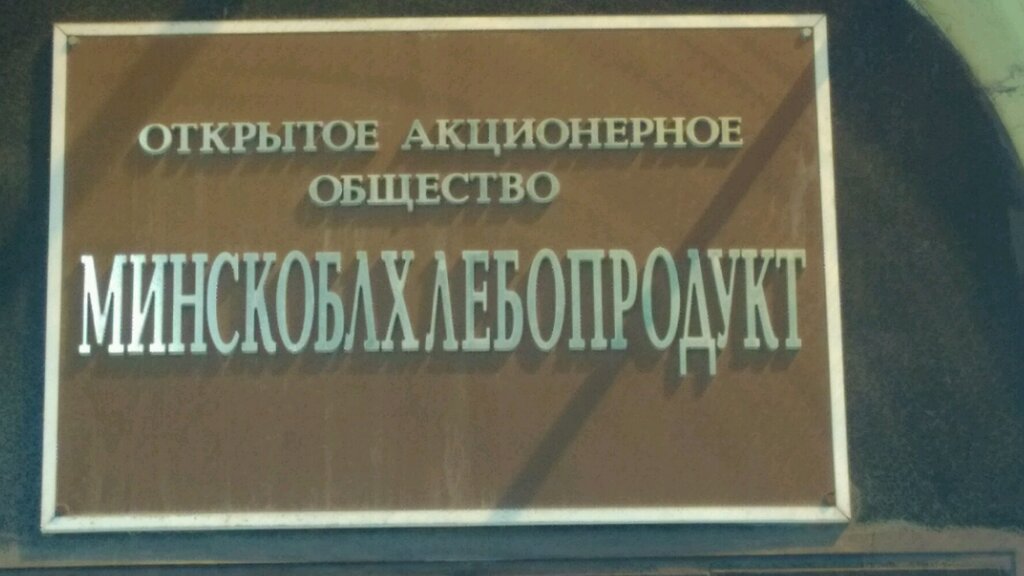 ОТКРЫТОЕ АКЦИОНЕРНОЕ
ОБЩЕСТВО
МИНСКОБЛХЛЕБОПРОДУКТ